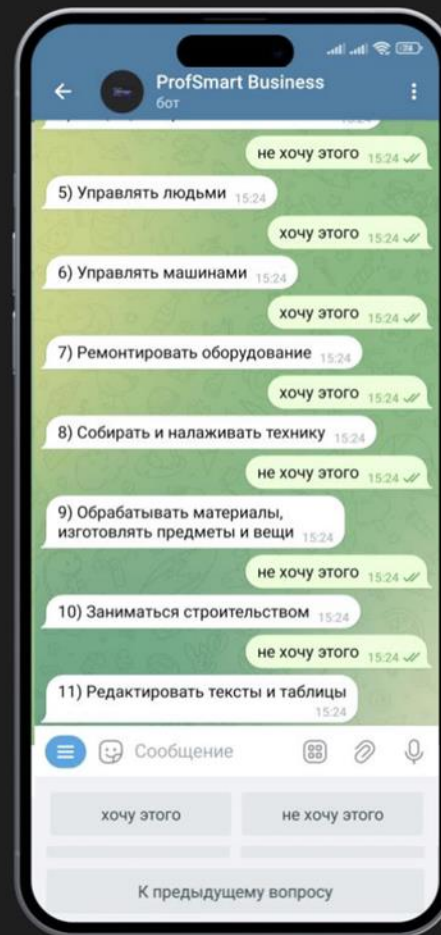 ProfSmart Business
бот
15:24
не хочу этого 15:24
5) Управлять людьми 15:24
хочу этого 15:24
6) Управлять машинами 15:24
хочу этого 15:24
7) Ремонтировать оборудование 15:24
хочу этого 15:24
8) Собирать и налаживать технику 15:24
не хочу этого 15:24
9) Обрабатывать материалы,
изготовлять предметы и вещи 15:24
не хочу этого 15:24
10) Заниматься строительством 15:24
не хочу этого 15:24
11) Редактировать тексты и таблицы
15:24
Сообщение
хочу этого
не хочу этого
К предыдущему вопросу